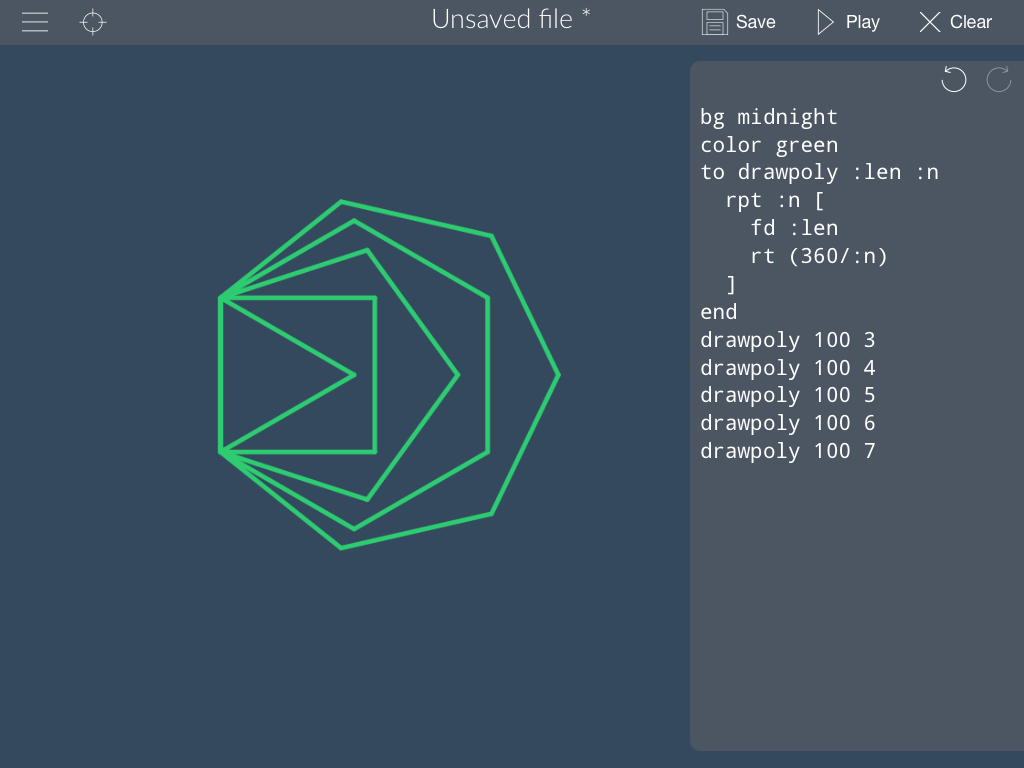 Unsaved file *
Save
Play
Clear
bg midnight
color green
to drawpoly :len :n
  rpt :n [
    fd :len
    rt (360/:n)
  ]
end
drawpoly 100 3
drawpoly 100 4
drawpoly 100 5
drawpoly 100 6
drawpoly 100 7